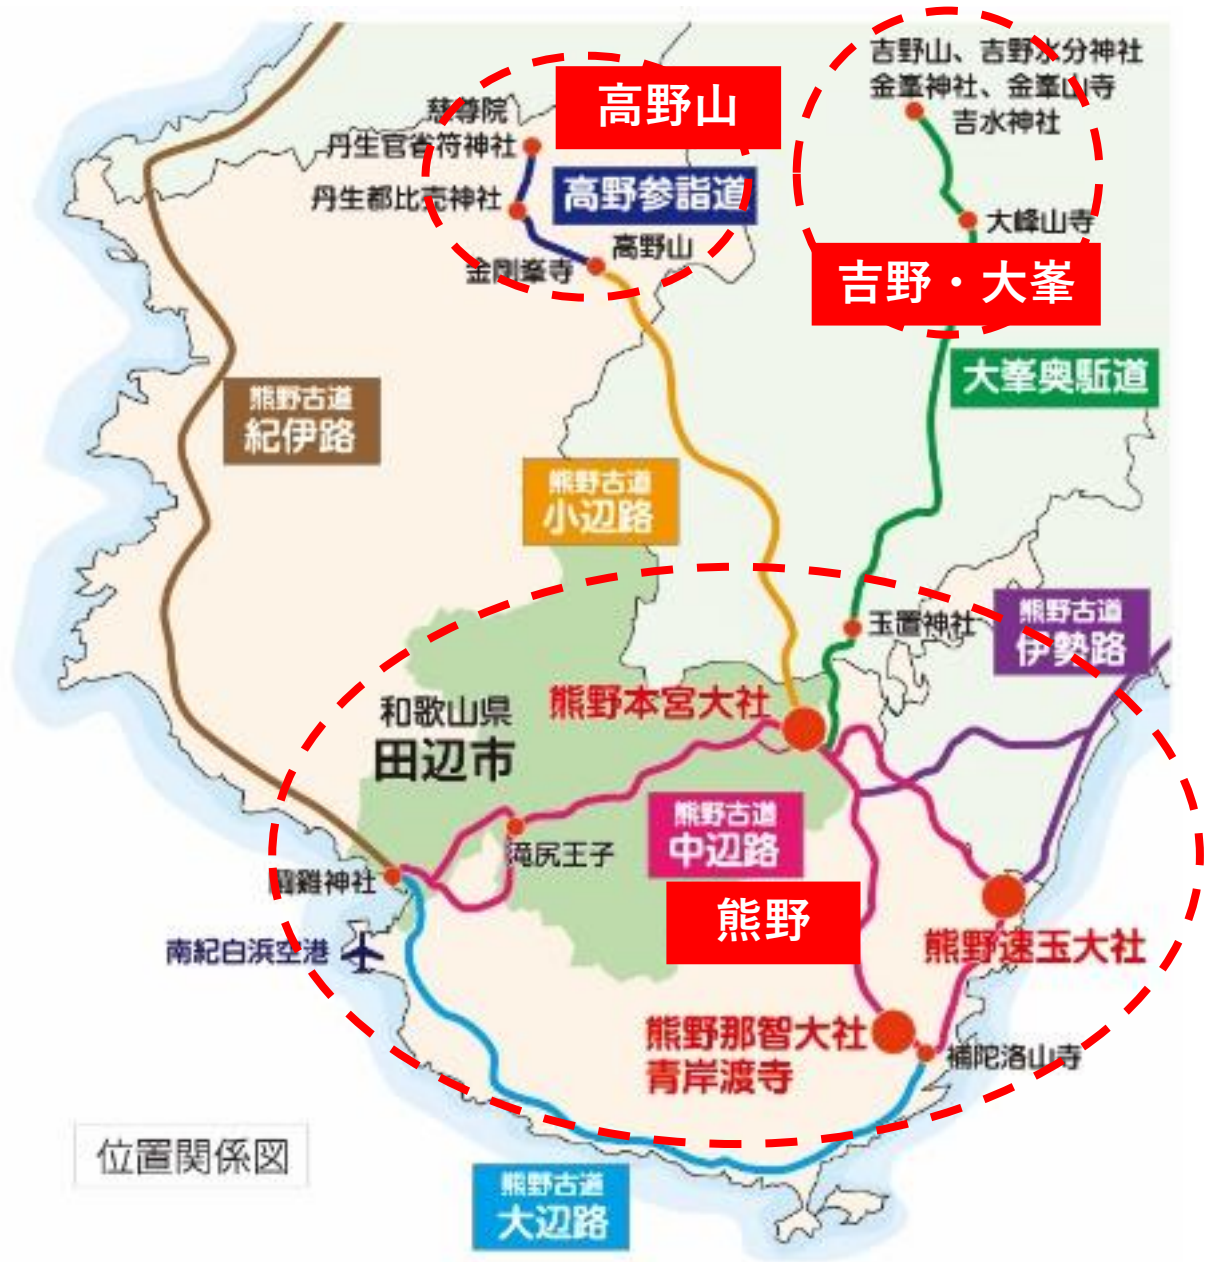 吉野山、吉野水分神社
金峯神社、金峯山寺
吉水神社
高野山
慈尊院
丹生官省符神社
丹生都比売神社
高野参詣道
大峰山寺
高野山
金剛峯寺
吉野・大峯
大峯奥駈道
熊野古道
紀伊路
熊野古道
小辺路
玉置神社
熊野古道
伊勢路
熊野本宮大社
和歌山県
田辺市
熊野古道
中辺路
滝尻王子
闘雞神社
熊野
南紀白浜空港
熊野速玉大社
熊野那智大社
青岸渡寺
補陀洛山寺
位置関係図
熊野古道
大辺路